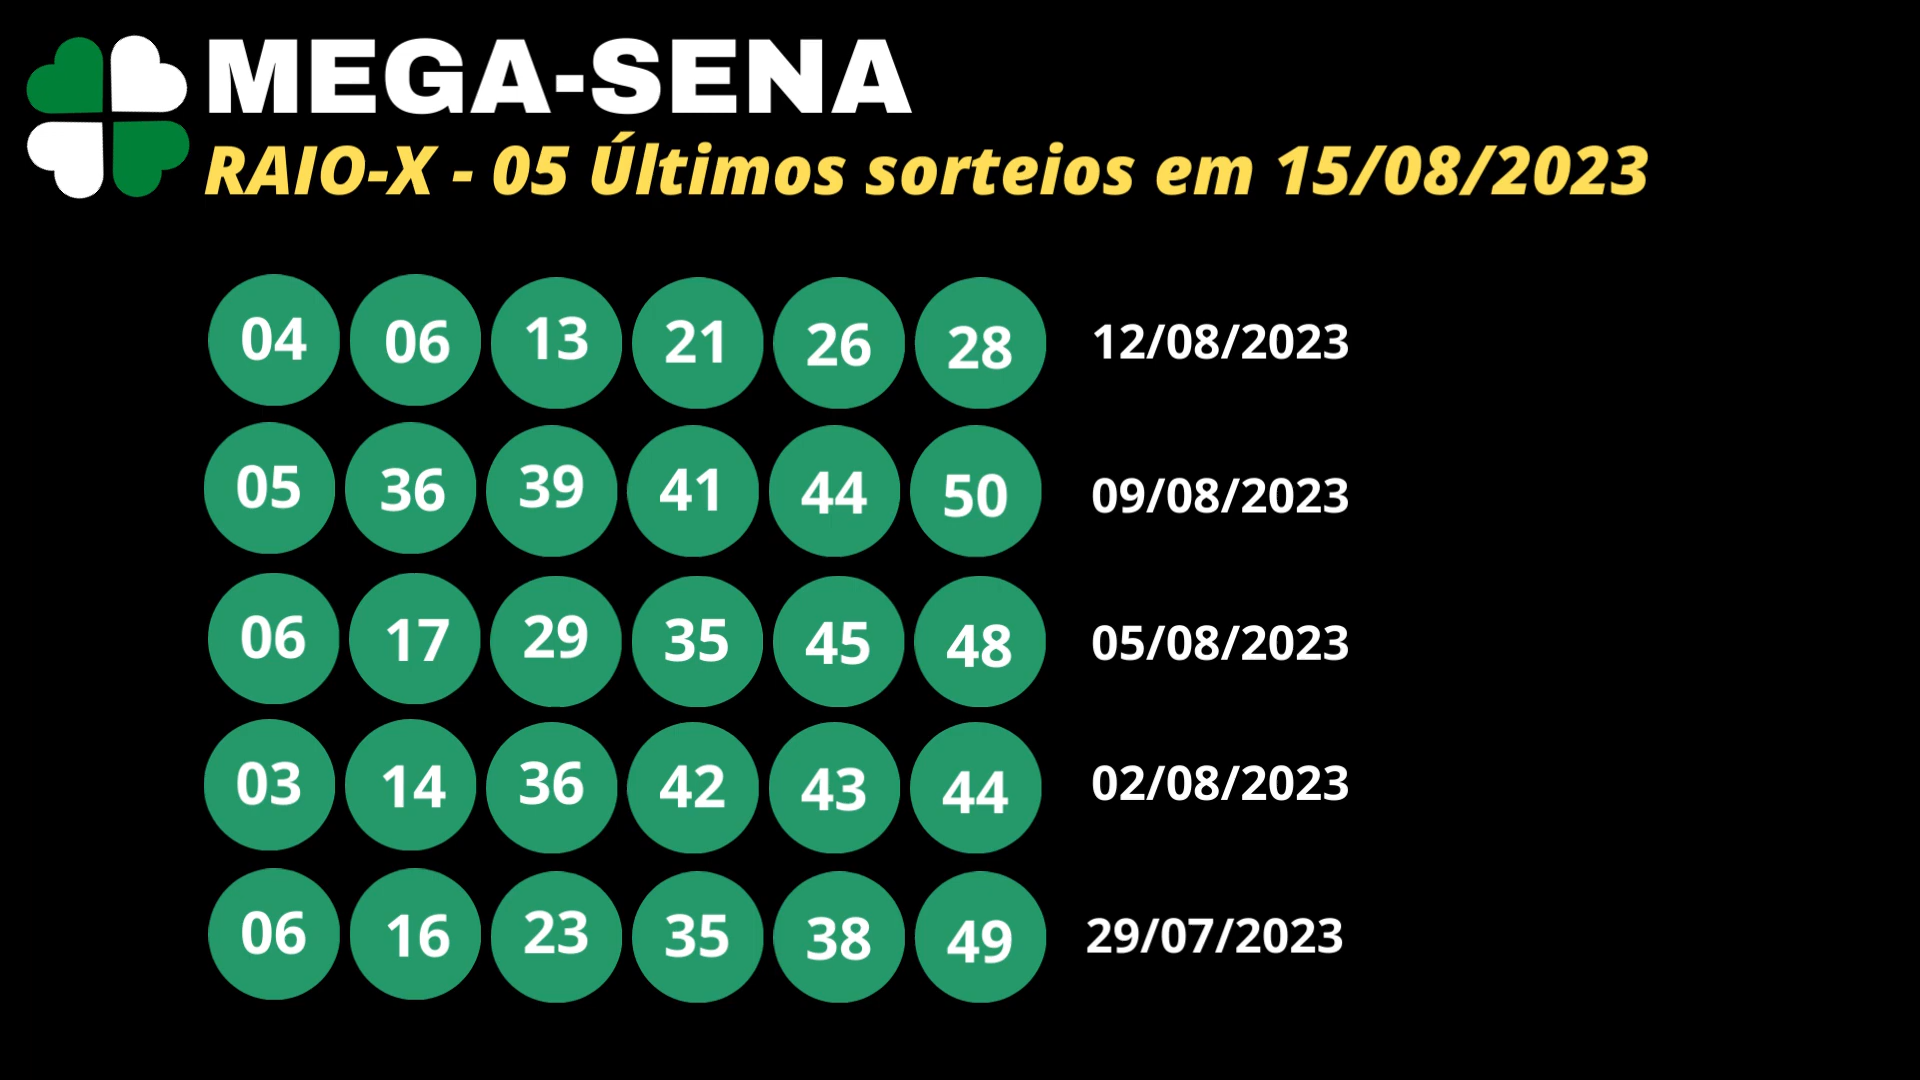 MEGA-SENA
RAIO-X - 05 Últimos sorteios em 15/08/2023
04 06 13 21 26 28 12/08/2023
05 36 39 41 44 50 09/08/2023
06 17 29 35 45 48 05/08/2023
03 14 36 42 43 44 02/08/2023
06 16 23 35 38 49 29/07/2023